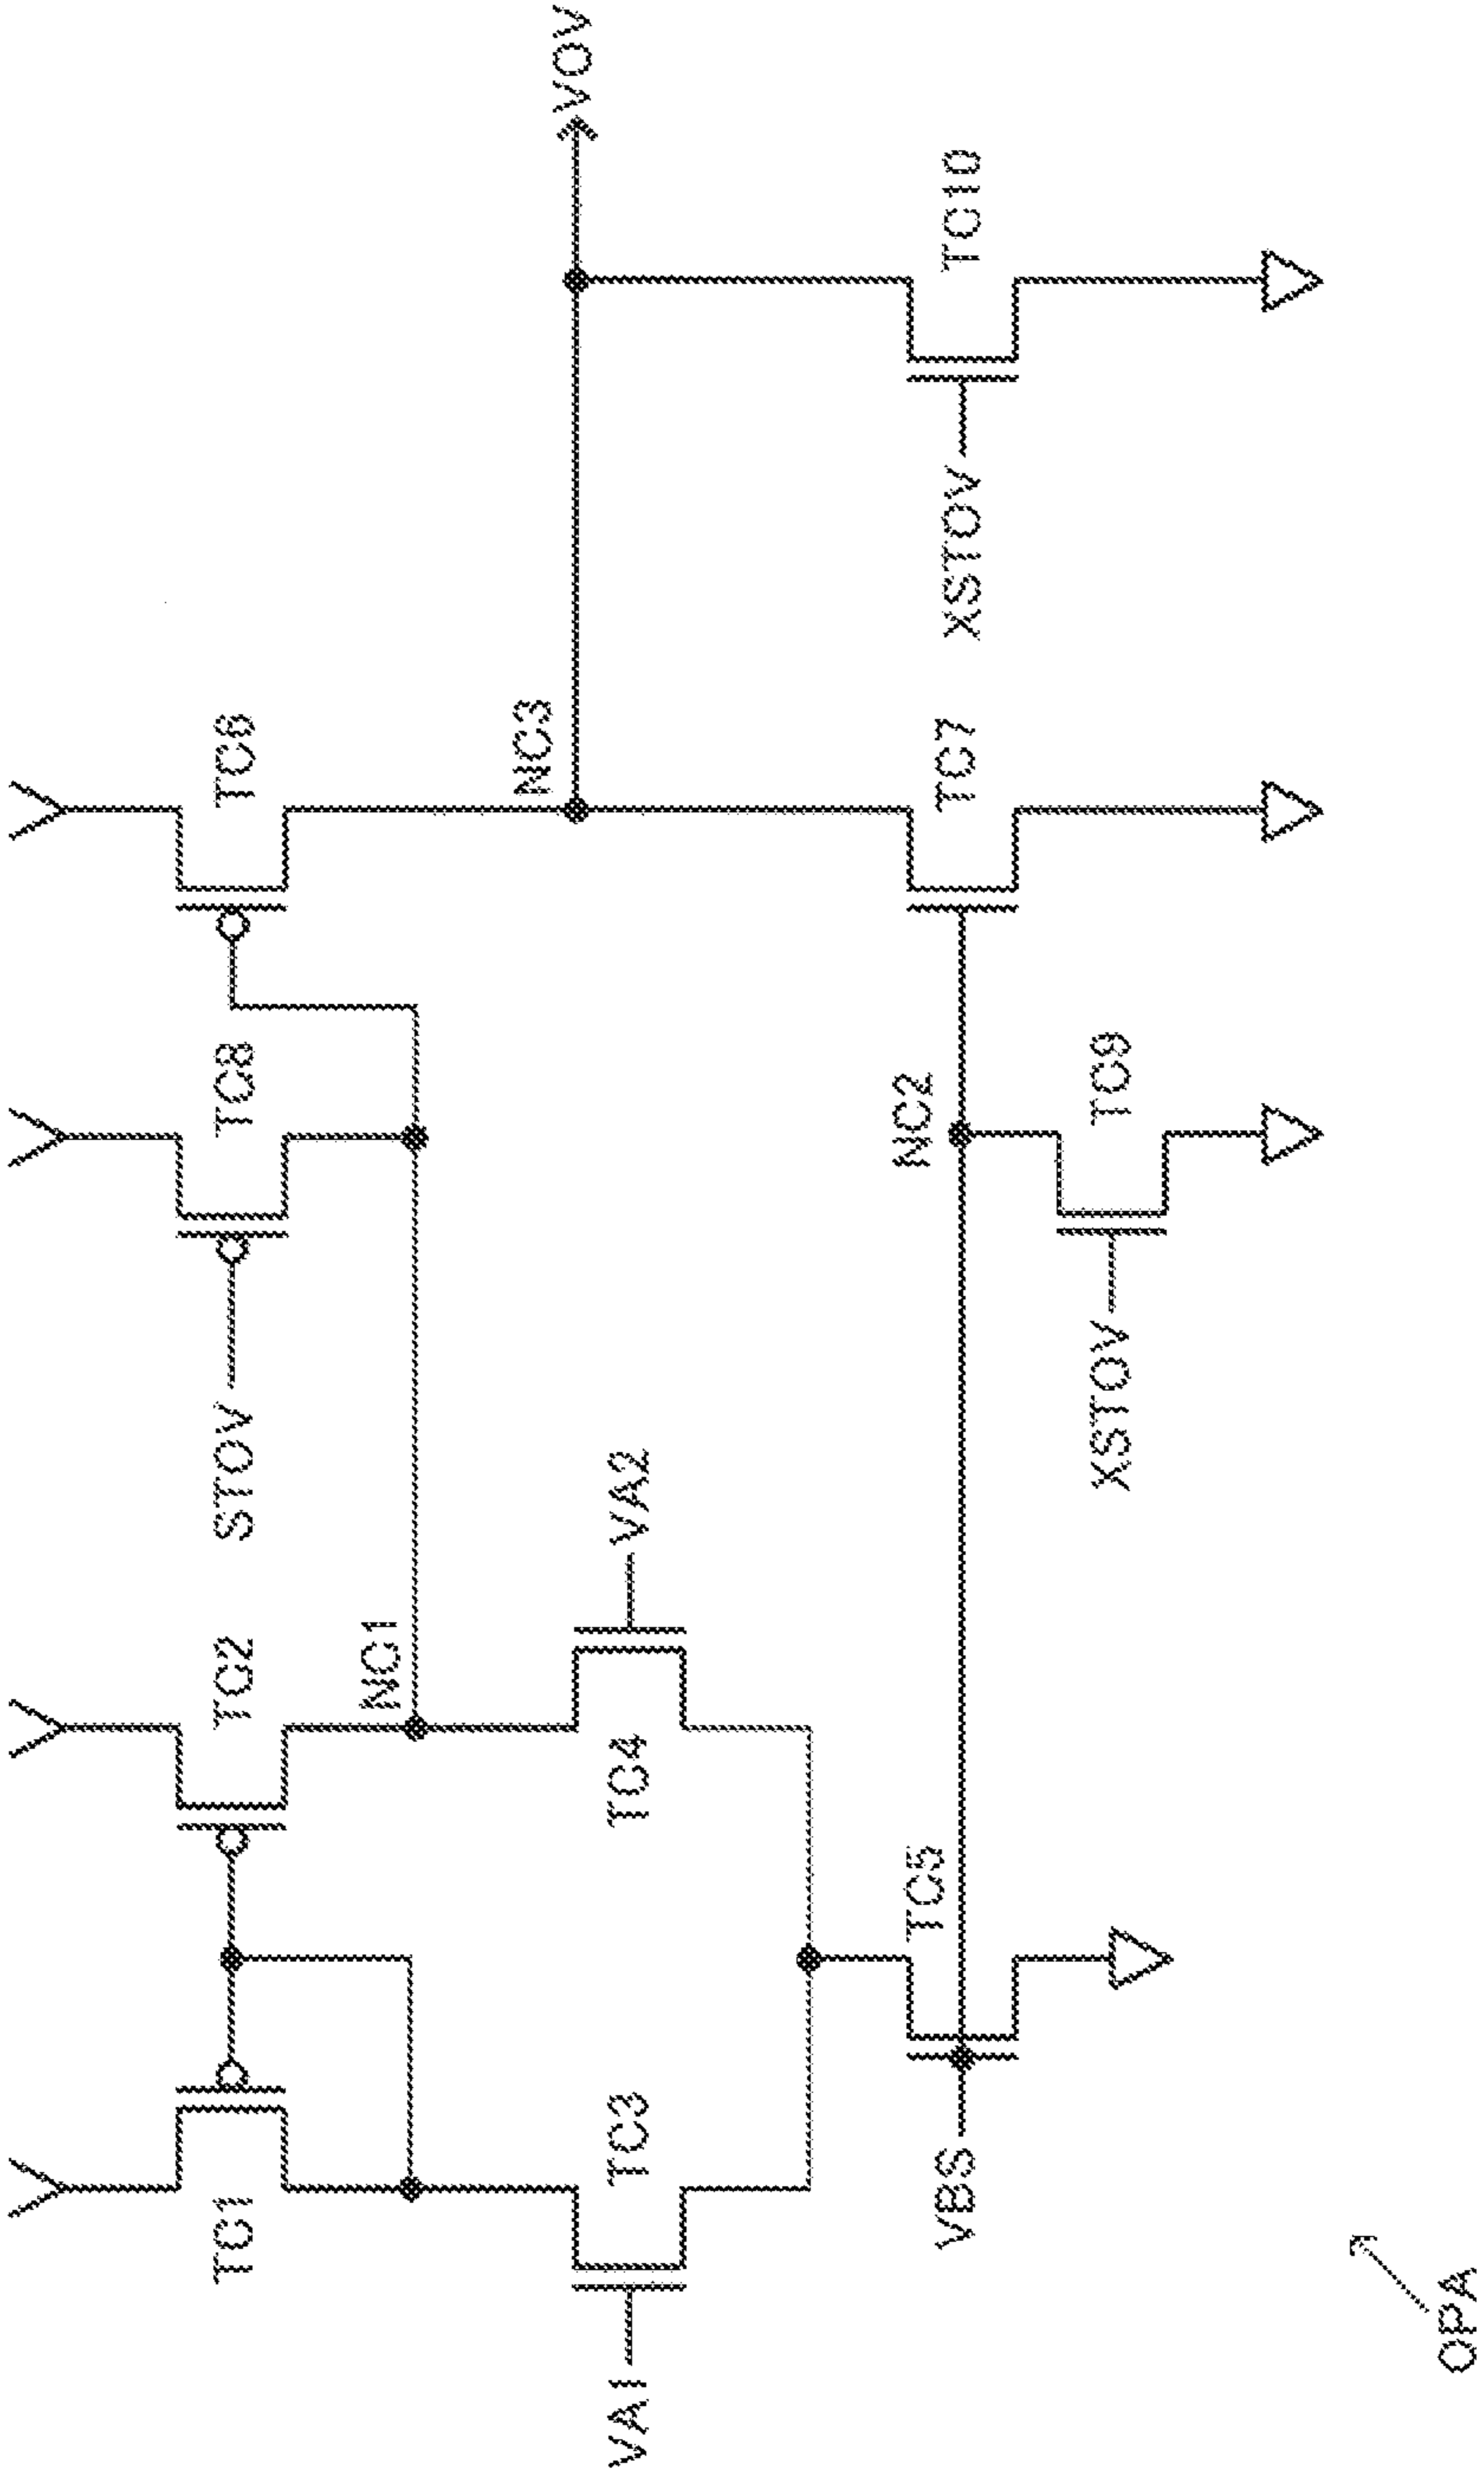 TC1
TC2
STOV
TC8
TC6
NC1
VA1
TC3
TC4
VA2
NC3
VOV
VBS
TC5
NC2
TC7
XSTOV
TC10
XSTOV
TC9
OPA